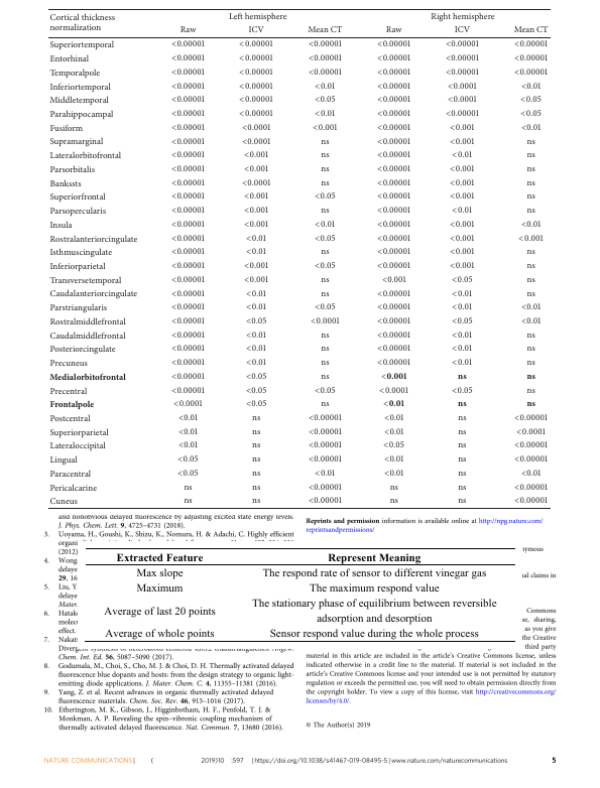 Cortical thickness normalization Left hemisphere Right hemisphere
Raw ICV Mean CT Raw ICV Mean CT
Superiortemporal <0.00001 <0.00001 <0.00001 <0.00001 <0.00001 <0.00001
Entorhinal <0.00001 <0.00001 <0.00001 <0.00001 <0.00001 <0.00001
Temporalpole <0.00001 <0.00001 <0.00001 <0.00001 <0.00001 <0.00001
Inferiortemporal <0.00001 <0.00001 <0.01 <0.00001 <0.0001 <0.01
Middletemporal <0.00001 <0.00001 <0.05 <0.00001 <0.0001 <0.05
Parahippocampal <0.00001 <0.00001 <0.01 <0.00001 <0.00001 <0.05
Fusiform <0.00001 <0.0001 <0.001 <0.00001 <0.001 <0.01
Supramarginal <0.00001 <0.0001 ns <0.00001 <0.001 ns
Lateralorbitofrontal <0.00001 <0.001 ns <0.00001 <0.01 ns
Parsorbitalis <0.00001 <0.001 ns <0.00001 <0.001 ns
Bankssts <0.00001 <0.0001 ns <0.00001 <0.001 ns
Superiorfrontal <0.00001 <0.001 <0.05 <0.00001 <0.001 ns
Parsopercularis <0.00001 <0.001 ns <0.00001 <0.01 ns
Insula <0.00001 <0.001 <0.01 <0.00001 <0.001 <0.01
Rostralanteriorcingulate <0.00001 <0.01 <0.05 <0.00001 <0.01 <0.001
Isthmuscingulate <0.00001 <0.01 ns <0.00001 <0.001 ns
Inferiorparietal <0.00001 <0.001 <0.05 <0.00001 <0.001 ns
Transversetemporal <0.00001 <0.001 ns <0.001 <0.05 ns
Caudalanteriorcingulate <0.00001 <0.01 ns <0.00001 <0.01 ns
Parstriangularis <0.00001 <0.01 <0.05 <0.00001 <0.01 <0.01
Rostralmiddlefrontal <0.00001 <0.05 <0.0001 <0.00001 <0.05 <0.01
Caudalmiddlefrontal <0.00001 <0.01 ns <0.00001 <0.01 ns
Posteriorcingulate <0.00001 <0.01 ns <0.00001 <0.01 ns
Precuneus <0.00001 <0.01 ns <0.00001 <0.01 ns
Medialorbitofrontal <0.00001 <0.05 ns <0.001 ns ns
Precentral <0.00001 <0.05 <0.05 <0.0001 <0.05 ns
Frontalpole <0.0001 <0.05 ns <0.01 ns ns
Postcentral <0.01 ns <0.00001 <0.01 ns <0.00001
Superiorparietal <0.01 ns <0.00001 <0.01 ns <0.0001
Lateraloccipital <0.01 ns <0.00001 <0.05 ns <0.00001
Lingual <0.05 ns <0.00001 <0.01 ns <0.00001
Paracentral <0.05 ns <0.01 <0.01 ns <0.01
Pericalcarine ns ns <0.00001 ns ns <0.00001
Cuneus ns ns <0.00001 ns ns <0.00001
and nonobvious delayed fluorescence by adjusting excited state energy levels.
J. Phys. Chem. Lett. 9, 4725–4731 (2018).
3. Uoyama, H., Goushi, K., Shizu, K., Nomura, H. & Adachi, C. Highly efficient
(2012)
4. Wong
delaye
29, 16
5. Liu, Y
delaye
Mater.
6. Hatak
molec
effect.
7. Nakat
Chem. Int. Ed. 56, 5087–5090 (2017).
8. Godumala, M., Choi, S., Cho, M. J. & Choi, D. H. Thermally activated delayed
fluorescence blue dopants and hosts: from the design strategy to organic light-
emitting diode applications. J. Mater. Chem. C. 4, 11355–11381 (2016).
9. Yang, Z. et al. Recent advances in organic thermally activated delayed
fluorescence materials. Chem. Soc. Rev. 46, 915–1016 (2017).
10. Etherington, M. K., Gibson, J., Higginbotham, H. F., Penfold, T. J. &
Monkman, A. P. Revealing the spin–vibronic coupling mechanism of
thermally activated delayed fluorescence. Nat. Commun. 7, 13680 (2016).
Reprints and permission information is available online at http://npg.nature.com/
reprintsandpermissions/
ymous
al claims in
Commons
e, sharing,
as you give
the Creative
third party
material in this article are included in the article's Creative Commons license, unless
indicated otherwise in a credit line to the material. If material is not included in the
article's Creative Commons license and your intended use is not permitted by statutory
regulation or exceeds the permitted use, you will need to obtain permission directly from
the copyright holder. To view a copy of this license, visit http://creativecommons.org/
licenses/by/4.0/.
© The Author(s) 2019
Extracted Feature Represent Meaning
Max slope The respond rate of sensor to different vinegar gas
Maximum The maximum respond value
Average of last 20 points The stationary phase of equilibrium between reversible
adsorption and desorption
Average of whole points Sensor respond value during the whole process
NATURE COMMUNICATIONS | ( 2019)10 :597 | https://doi.org/10.1038/s41467-019-08495-5 | www.nature.com/naturecommunications 5